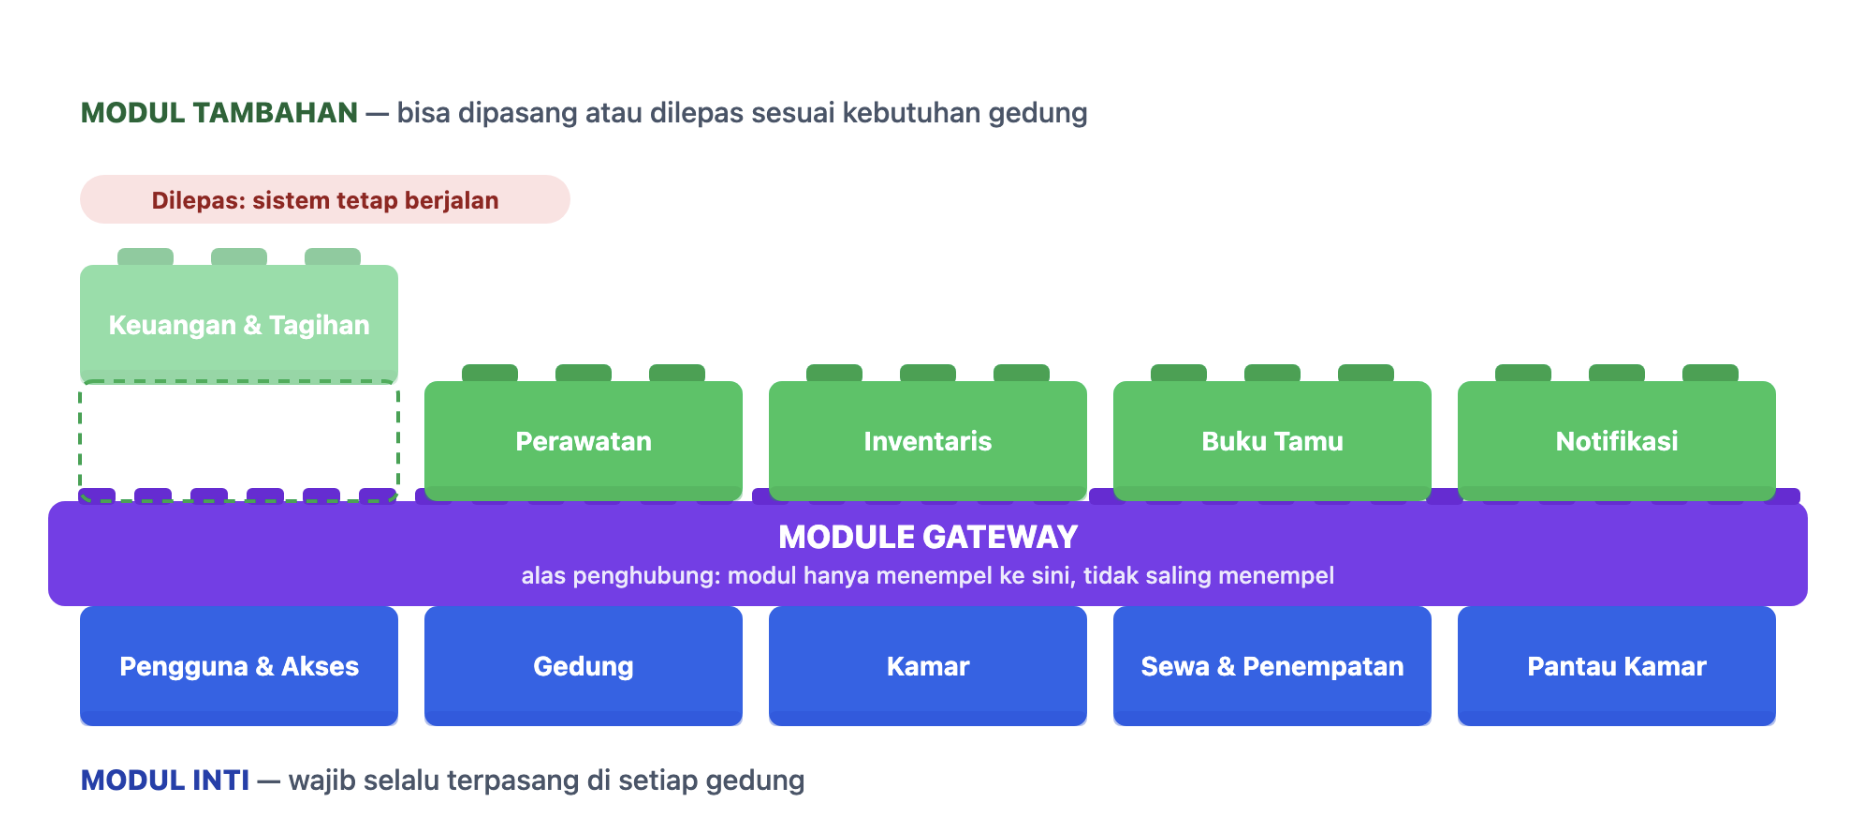 MODUL TAMBAHAN — bisa dipasang atau dilepas sesuai kebutuhan gedung
Dilepas: sistem tetap berjalan
Keuangan & Tagihan
Perawatan
Inventaris
Buku Tamu
Notifikasi
MODULE GATEWAY
alas penghubung: modul hanya menempel ke sini, tidak saling menempel
Pengguna & Akses
Gedung
Kamar
Sewa & Penempatan
Pantau Kamar
MODUL INTI — wajib selalu terpasang di setiap gedung